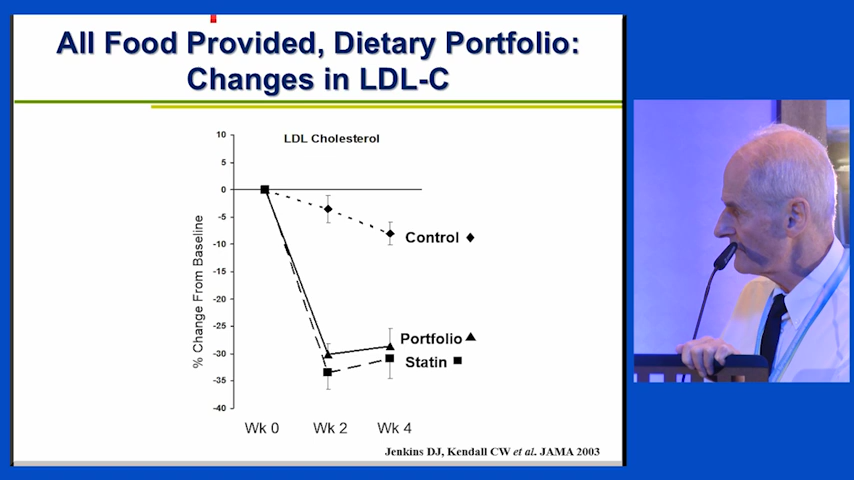 All Food Provided, Dietary Portfolio:
Changes in LDL-C
LDL Cholesterol
10
5
0
-5
-10
-15
-20
-25
-30
-35
-40
% Change From Baseline
Control
Portfolio
Statin
Wk 0 Wk 2 Wk 4
Jenkins DJ, Kendall CW et al. JAMA 2003